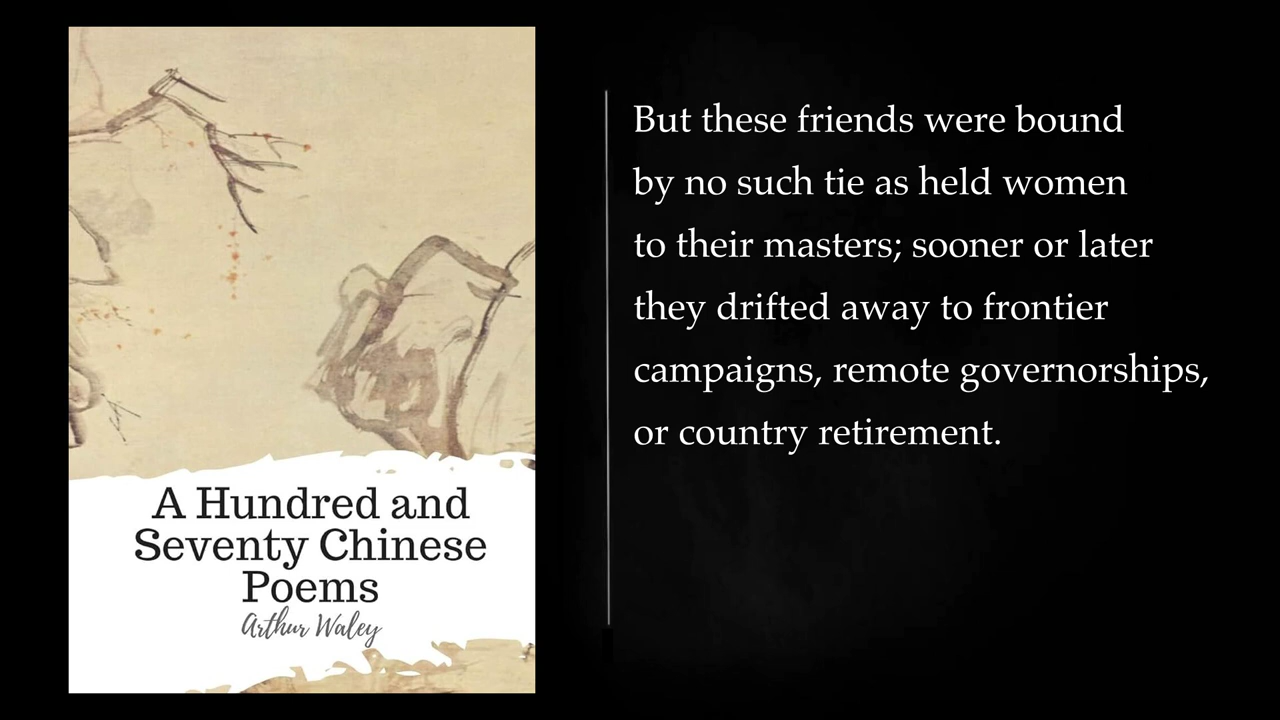 A Hundred and
Seventy Chinese
Poems
Arthur Waley
But these friends were bound
by no such tie as held women
to their masters; sooner or later
they drifted away to frontier
campaigns, remote governorships,
or country retirement.